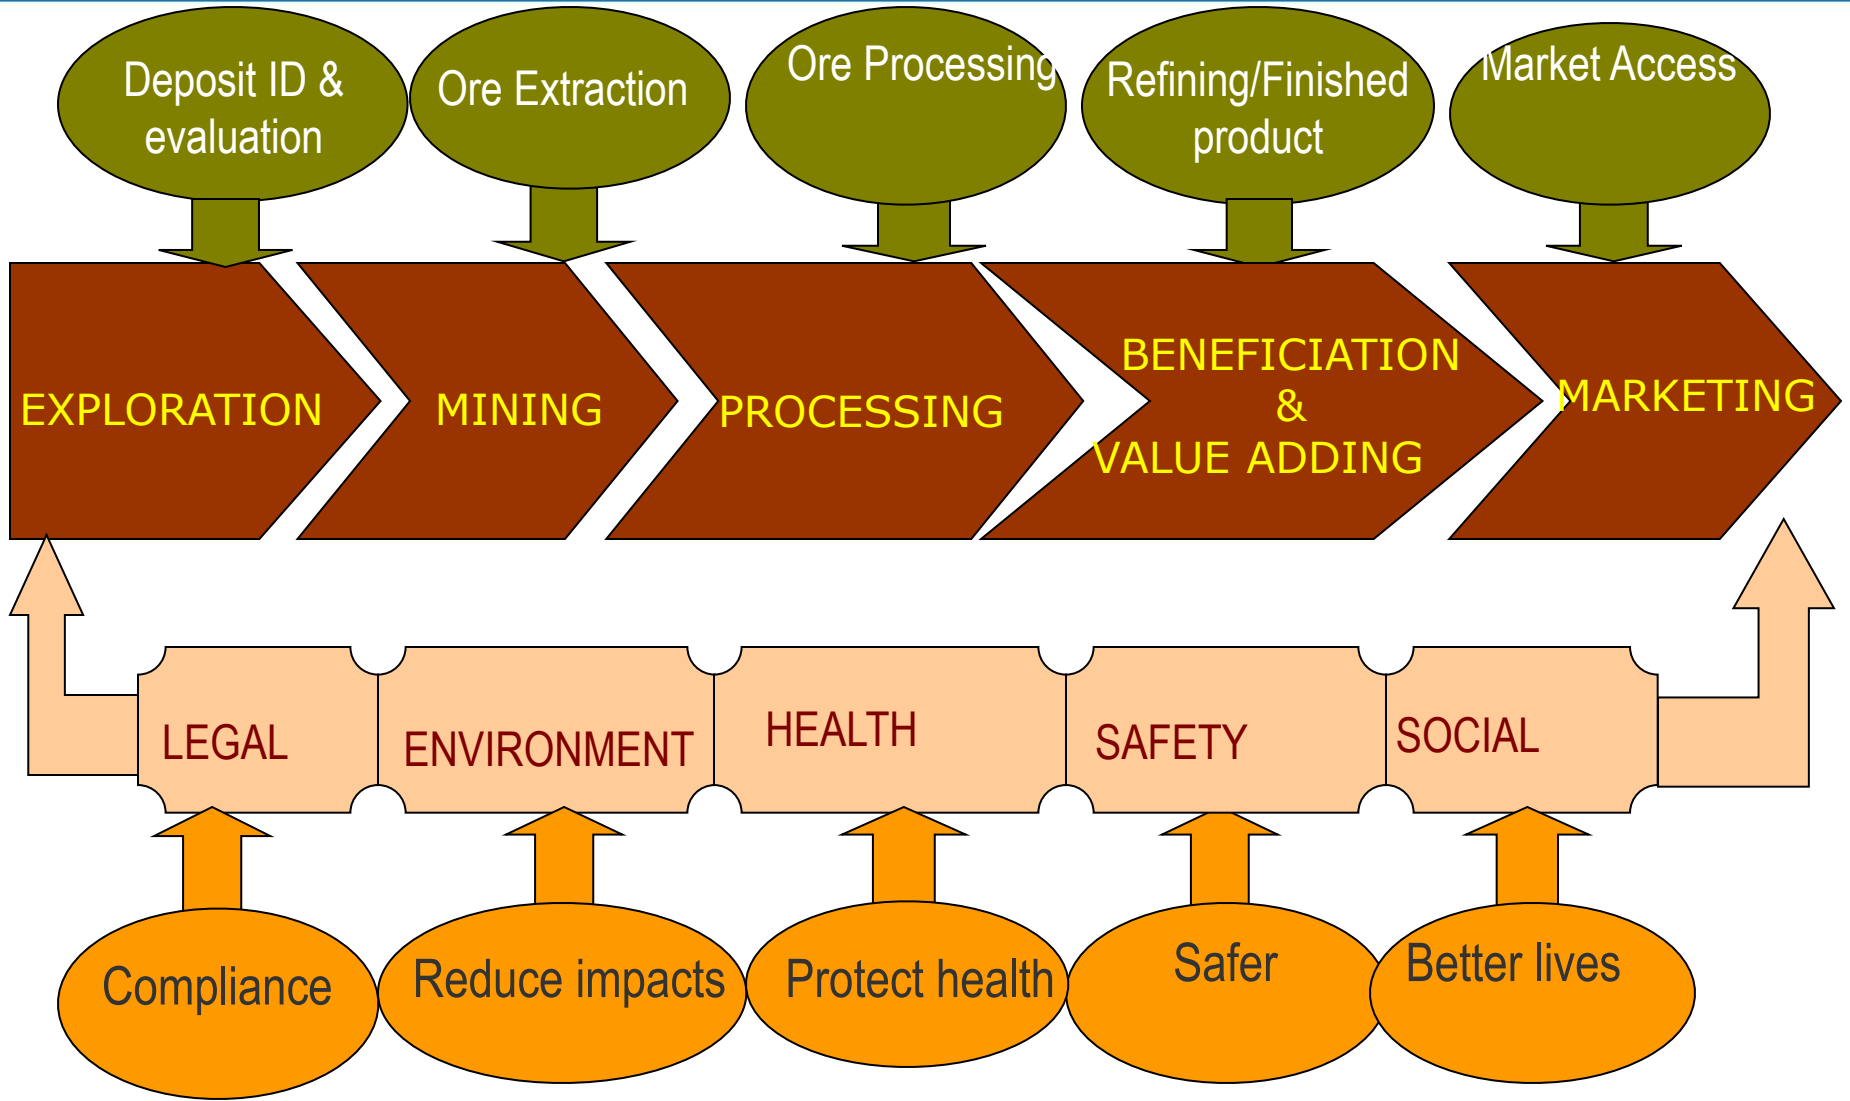 Deposit ID &
evaluation
Ore Extraction
Ore Processing
Refining/Finished
product
Market Access
EXPLORATION
MINING
PROCESSING
BENEFICIATION
&
VALUE ADDING
MARKETING
LEGAL
ENVIRONMENT
HEALTH
SAFETY
SOCIAL
Compliance
Reduce impacts
Protect health
Safer
Better lives